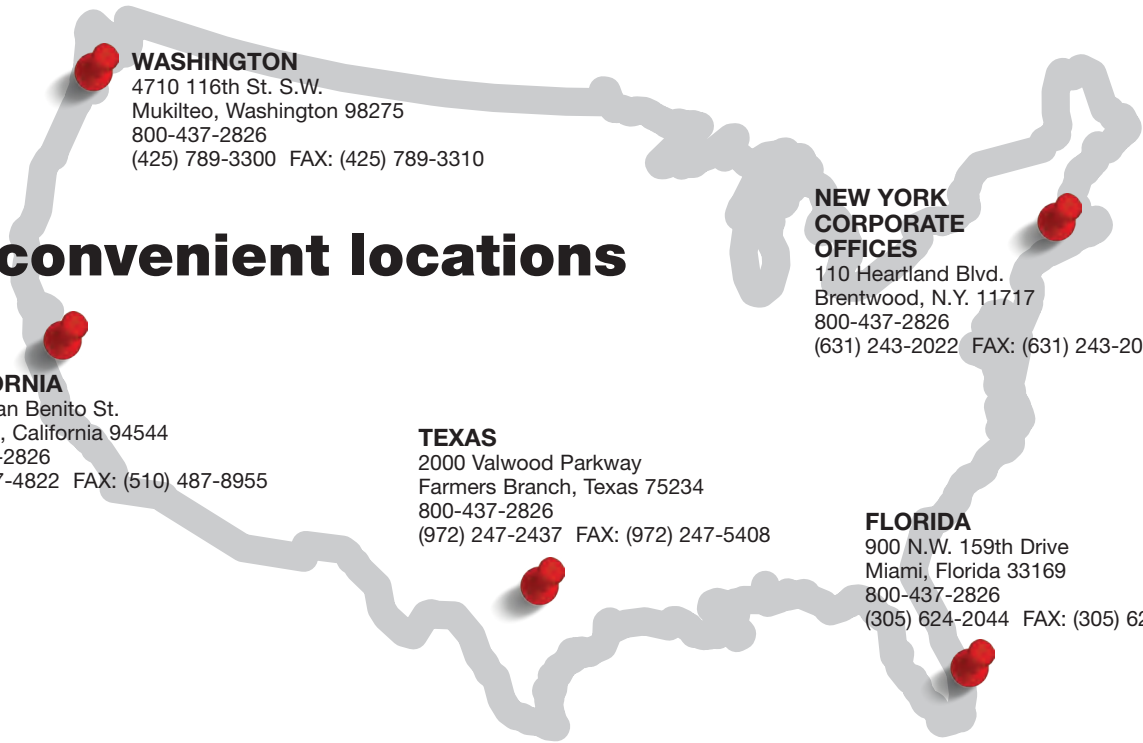 WASHINGTON
4710 116th St. S.W.
Mukilteo, Washington 98275
800-437-2826
(425) 789-3300 FAX: (425) 789-3310
convenient locations
NEW YORK
CORPORATE
OFFICES
110 Heartland Blvd.
Brentwood, N.Y. 11717
800-437-2826
(631) 243-2022 FAX: (631) 243-20
ORNIA
an Benito St.
, California 94544
-2826
7-4822 FAX: (510) 487-8955
TEXAS
2000 Valwood Parkway
Farmers Branch, Texas 75234
800-437-2826
(972) 247-2437 FAX: (972) 247-5408
FLORIDA
900 N.W. 159th Drive
Miami, Florida 33169
800-437-2826
(305) 624-2044 FAX: (305) 62